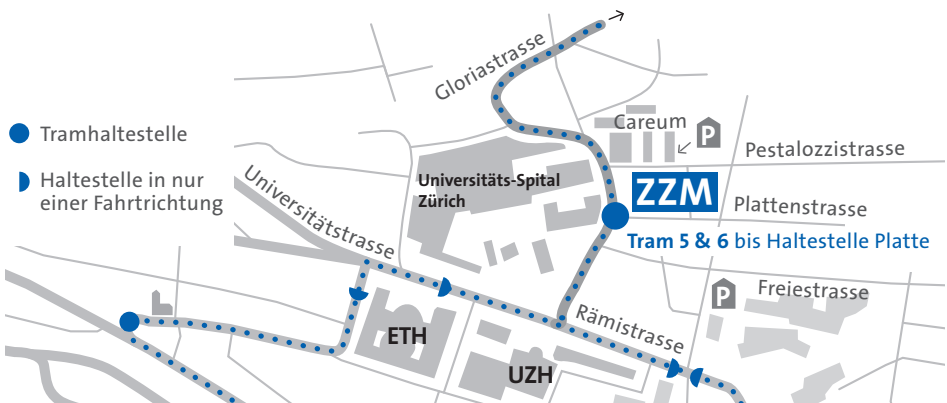 Gloriastrasse
Careum
P
Tramhaltestelle
Pestalozzistrasse
Haltestelle in nur
einer Fahrtrichtung
Universitätstrasse
Universitäts-Spital
Zürich
ZZM
Plattenstrasse
Tram 5 & 6 bis Haltestelle Platte
P
Freiestrasse
Rämistrasse
ETH
UZH